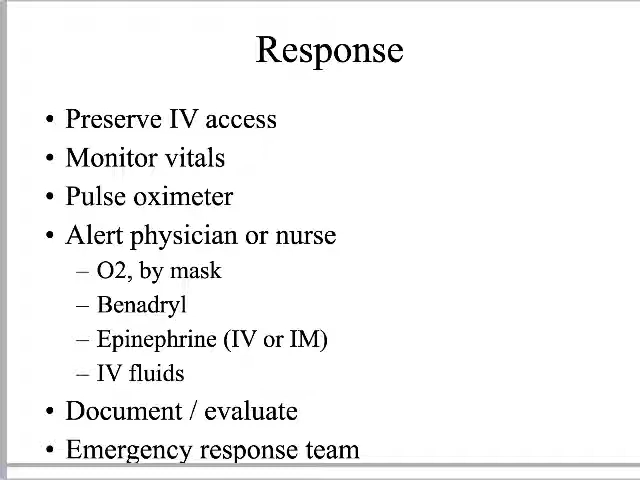 Response
• Preserve IV access
• Monitor vitals
• Pulse oximeter
• Alert physician or nurse
– O2, by mask
– Benadryl
– Epinephrine (IV or IM)
– IV fluids
• Document / evaluate
• Emergency response team